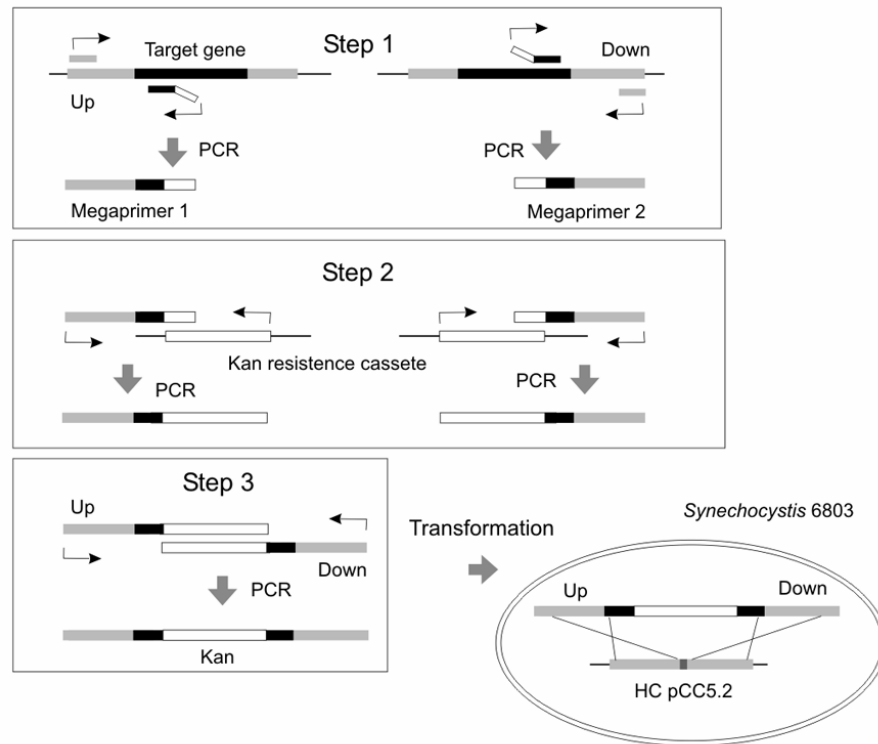 Step 1
Target gene
Down
Up
PCR
PCR
Megaprimer 1
Megaprimer 2
Step 2
Kan resistence cassete
PCR
PCR
Step 3
Up
Down
PCR
Kan
Transformation
Synechocystis 6803
Up
Down
HC pCC5.2